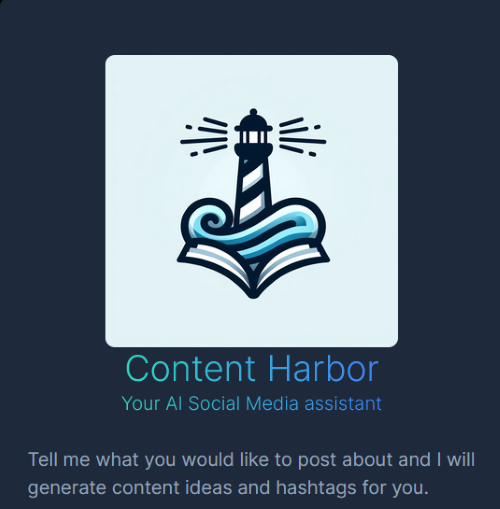 Content Harbor
Your AI Social Media assistant
Tell me what you would like to post about and I will
generate content ideas and hashtags for you.